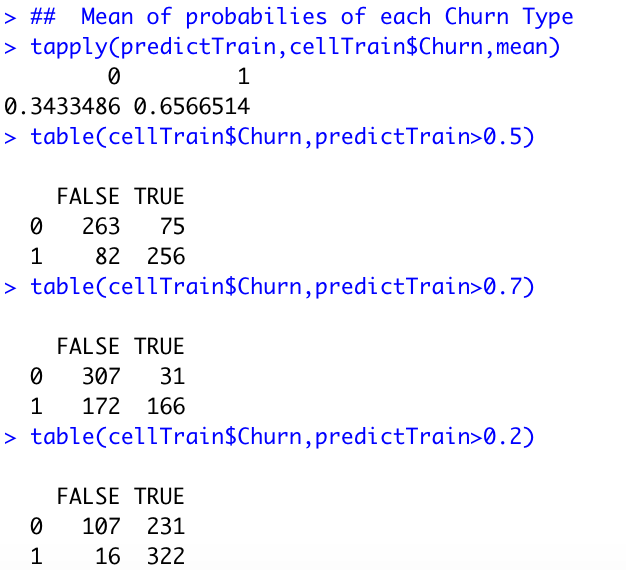 > ##  Mean of probabilies of each Churn Type
> tapply(predictTrain,cellTrain$Churn,mean)
        0         1
0.3433486 0.6566514
> table(cellTrain$Churn,predictTrain>0.5)
    FALSE TRUE
  0   263   75
  1    82  256
> table(cellTrain$Churn,predictTrain>0.7)
    FALSE TRUE
  0   307   31
  1   172  166
> table(cellTrain$Churn,predictTrain>0.2)
    FALSE TRUE
  0   107  231
  1    16  322